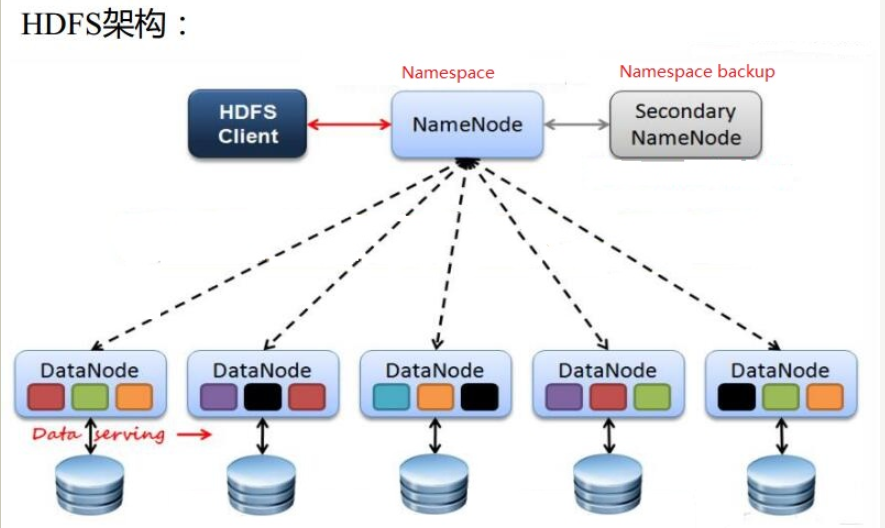 HDFS架构：
Namespace
Namespace backup
HDFS
Client
NameNode
Secondary
NameNode
DataNode
DataNode
DataNode
DataNode
DataNode
Data serving